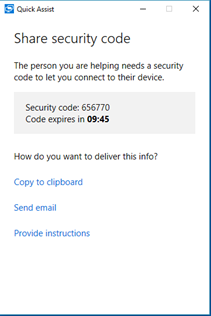 Quick Assist
Share security code
The person you are helping needs a security
code to let you connect to their device.
Security code: 656770
Code expires in 09:45
How do you want to deliver this info?
Copy to clipboard
Send email
Provide instructions